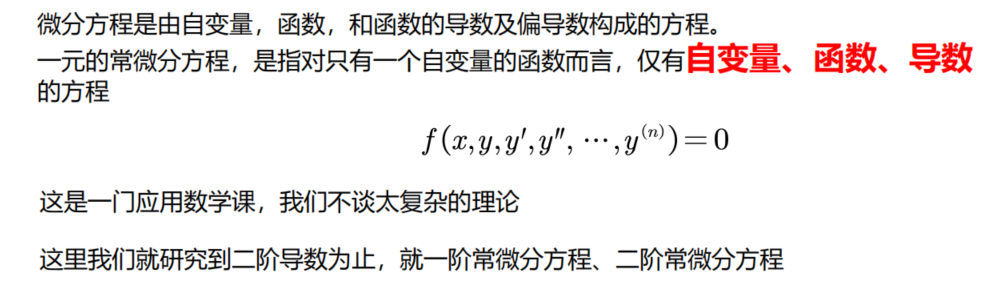 微分方程是由自变量，函数，和函数的导数及偏导数构成的方程。
一元的常微分方程，是指对只有一个自变量的函数而言，仅有自变量、函数、导数
的方程
f(x,y,y′,y″,⋯,y⁽ⁿ⁾)=0
这是一门应用数学课，我们不谈太复杂的理论
这里我们就研究到二阶导数为止，就一阶常微分方程、二阶常微分方程